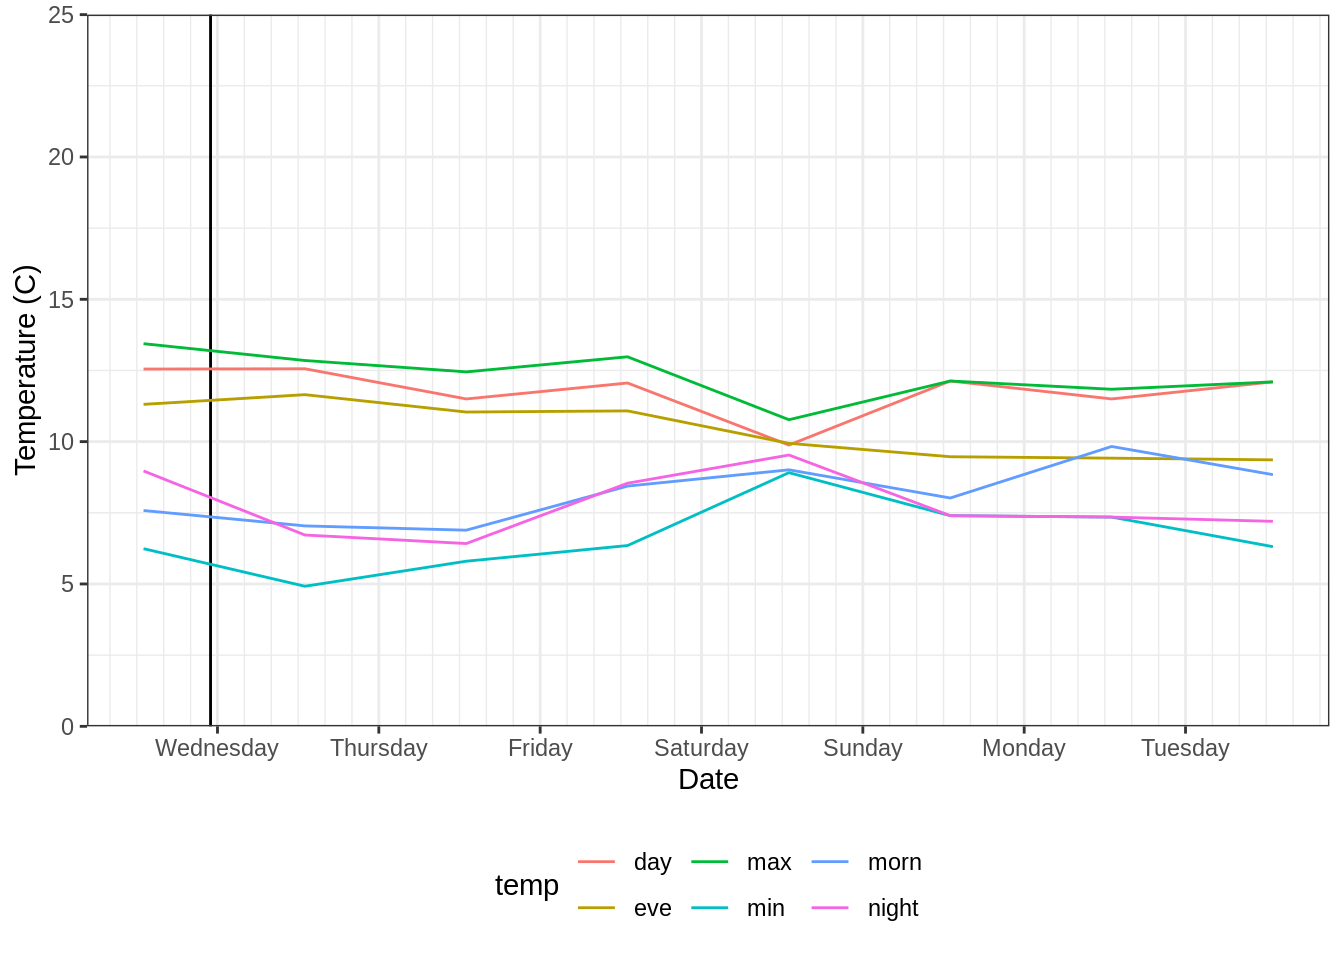 25
20
15
10
5
0
Temperature (C)
Wednesday Thursday Friday Saturday Sunday Monday Tuesday
Date
temp
day max morn
eve min night